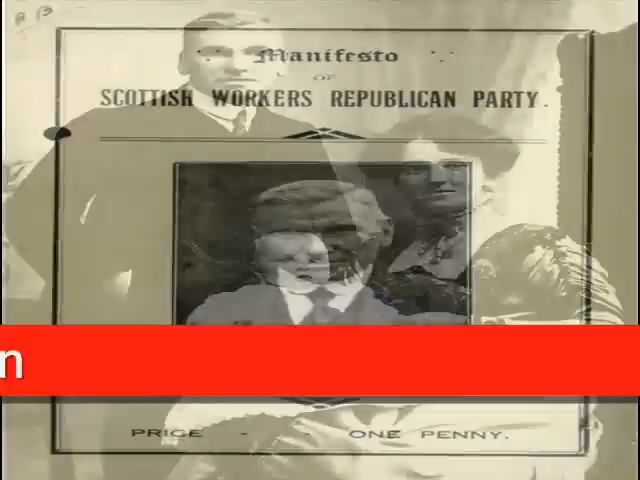 Manifesto
OF
SCOTTISH WORKERS REPUBLICAN PARTY.
n
PRICE - ONE PENNY.